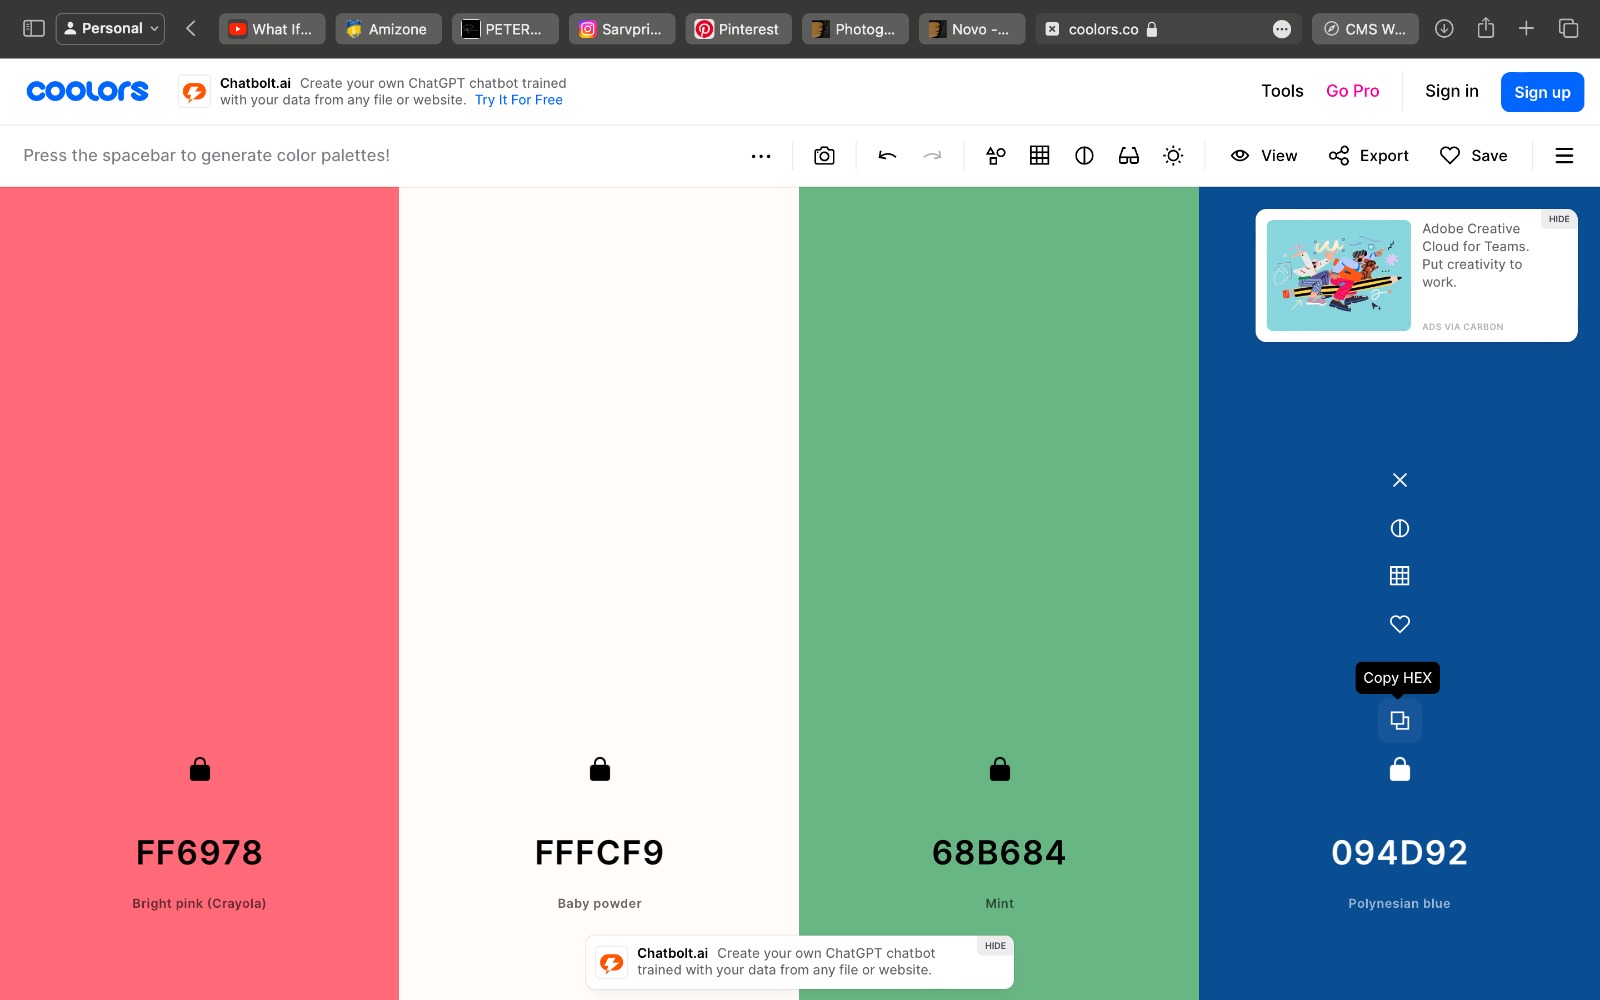 Personal
What If...
Amizone
PETER...
Sarvpri...
Pinterest
Photog...
Novo -...
coolors.co
CMS W...
coolors
Chatbolt.ai Create your own ChatGPT chatbot trained
with your data from any file or website. Try It For Free
Tools
Go Pro
Sign in
Sign up
Press the spacebar to generate color palettes!
View
Export
Save
HIDE
Adobe Creative
Cloud for Teams.
Put creativity to
work.
ADS VIA CARBON
Copy HEX
FF6978
FFFCF9
68B684
094D92
Bright pink (Crayola)
Baby powder
Mint
Polynesian blue
Chatbolt.ai Create your own ChatGPT chatbot
trained with your data from any file or website.
HIDE